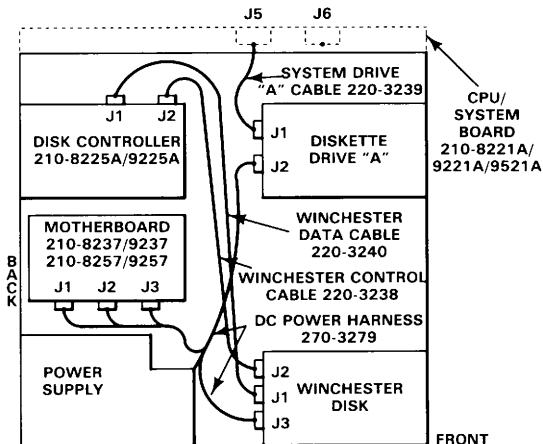 J5 J6
SYSTEM DRIVE
"A" CABLE 220-3239
CPU/
SYSTEM
BOARD
210-8221A/
9221A/9521A
J1 J2
DISK CONTROLLER
210-8225A/9225A
J1
J2
DISKETTE
DRIVE "A"
MOTHERBOARD
210-8237/9237
210-8257/9257
J1 J2 J3
BACK
WINCHESTER
DATA CABLE
220-3240
WINCHESTER CONTROL
CABLE 220-3238
DC POWER HARNESS
270-3279
POWER
SUPPLY
J2
J1
J3
WINCHESTER
DISK
FRONT